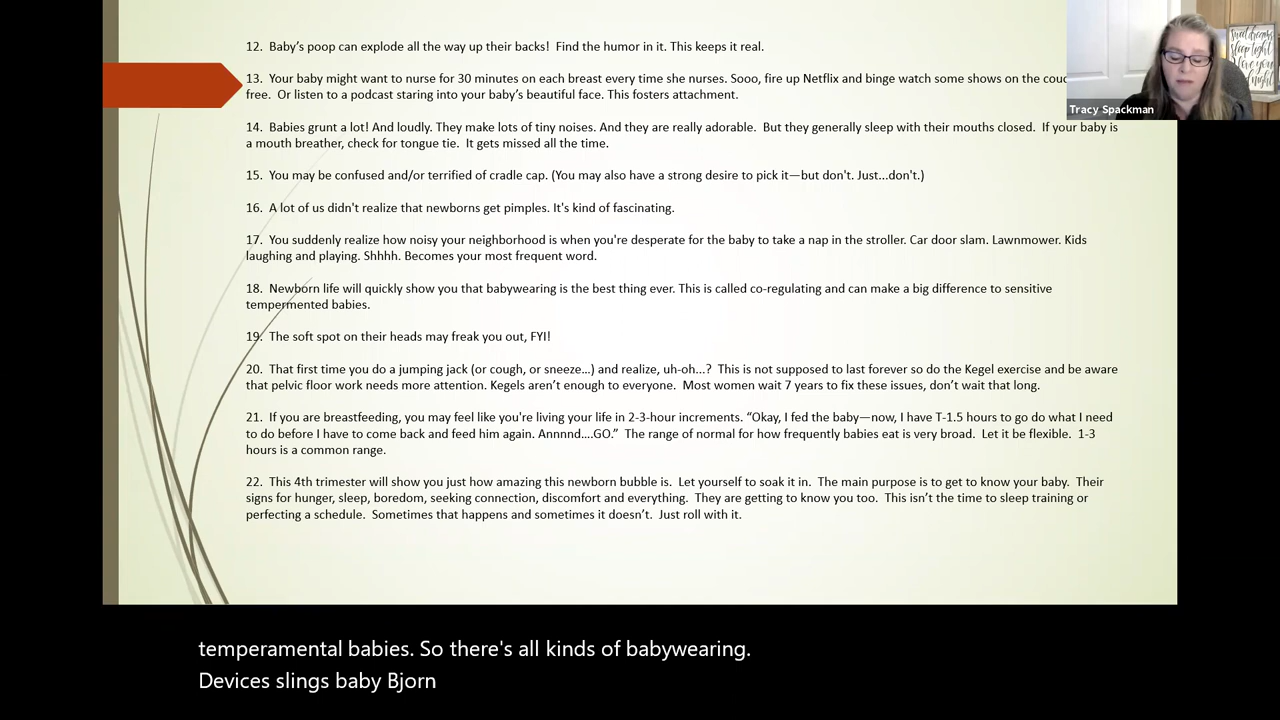 12.  Baby’s poop can explode all the way up their backs!  Find the humor in it. This keeps it real.
13.  Your baby might want to nurse for 30 minutes on each breast every time she nurses. Sooo, fire up Netflix and binge watch some shows on the
free.  Or listen to a podcast staring into your baby’s beautiful face. This fosters attachment.
14.  Babies grunt a lot! And loudly. They make lots of tiny noises. And they are really adorable.  But they generally sleep with their mouths closed.  If your baby is
a mouth breather, check for tongue tie.  It gets missed all the time.
15.  You may be confused and/or terrified of cradle cap. (You may also have a strong desire to pick it—but don't. Just...don't.)
16.  A lot of us didn't realize that newborns get pimples. It's kind of fascinating.
17.  You suddenly realize how noisy your neighborhood is when you're desperate for the baby to take a nap in the stroller. Car door slam. Lawnmower. Kids
laughing and playing. Shhhh. Becomes your most frequent word.
18.  Newborn life will quickly show you that babywearing is the best thing ever. This is called co-regulating and can make a big difference to sensitive
tempermented babies.
19.  The soft spot on their heads may freak you out, FYI!
20.  That first time you do a jumping jack (or cough, or sneeze…) and realize, uh-oh...?  This is not supposed to last forever so do the Kegel exercise and be aware
that pelvic floor work needs more attention. Kegels aren’t enough to everyone.  Most women wait 7 years to fix these issues, don’t wait that long.
21.  If you are breastfeeding, you may feel like you're living your life in 2-3-hour increments. “Okay, I fed the baby—now, I have T-1.5 hours to go do what I need
to do before I have to come back and feed him again. Annnnd….GO.”  The range of normal for how frequently babies eat is very broad.  Let it be flexible.  1-3
hours is a common range.
22.  This 4th trimester will show you just how amazing this newborn bubble is.  Let yourself to soak it in.  The main purpose is to get to know your baby.  Their
signs for hunger, sleep, boredom, seeking connection, discomfort and everything.  They are getting to know you too.  This isn’t the time to sleep training or
perfecting a schedule.  Sometimes that happens and sometimes it doesn’t.  Just roll with it.
sweet dreams
sleep tight
love you
Tracy Spackman
temperamental babies. So there's all kinds of babywearing.
Devices slings baby Bjorn